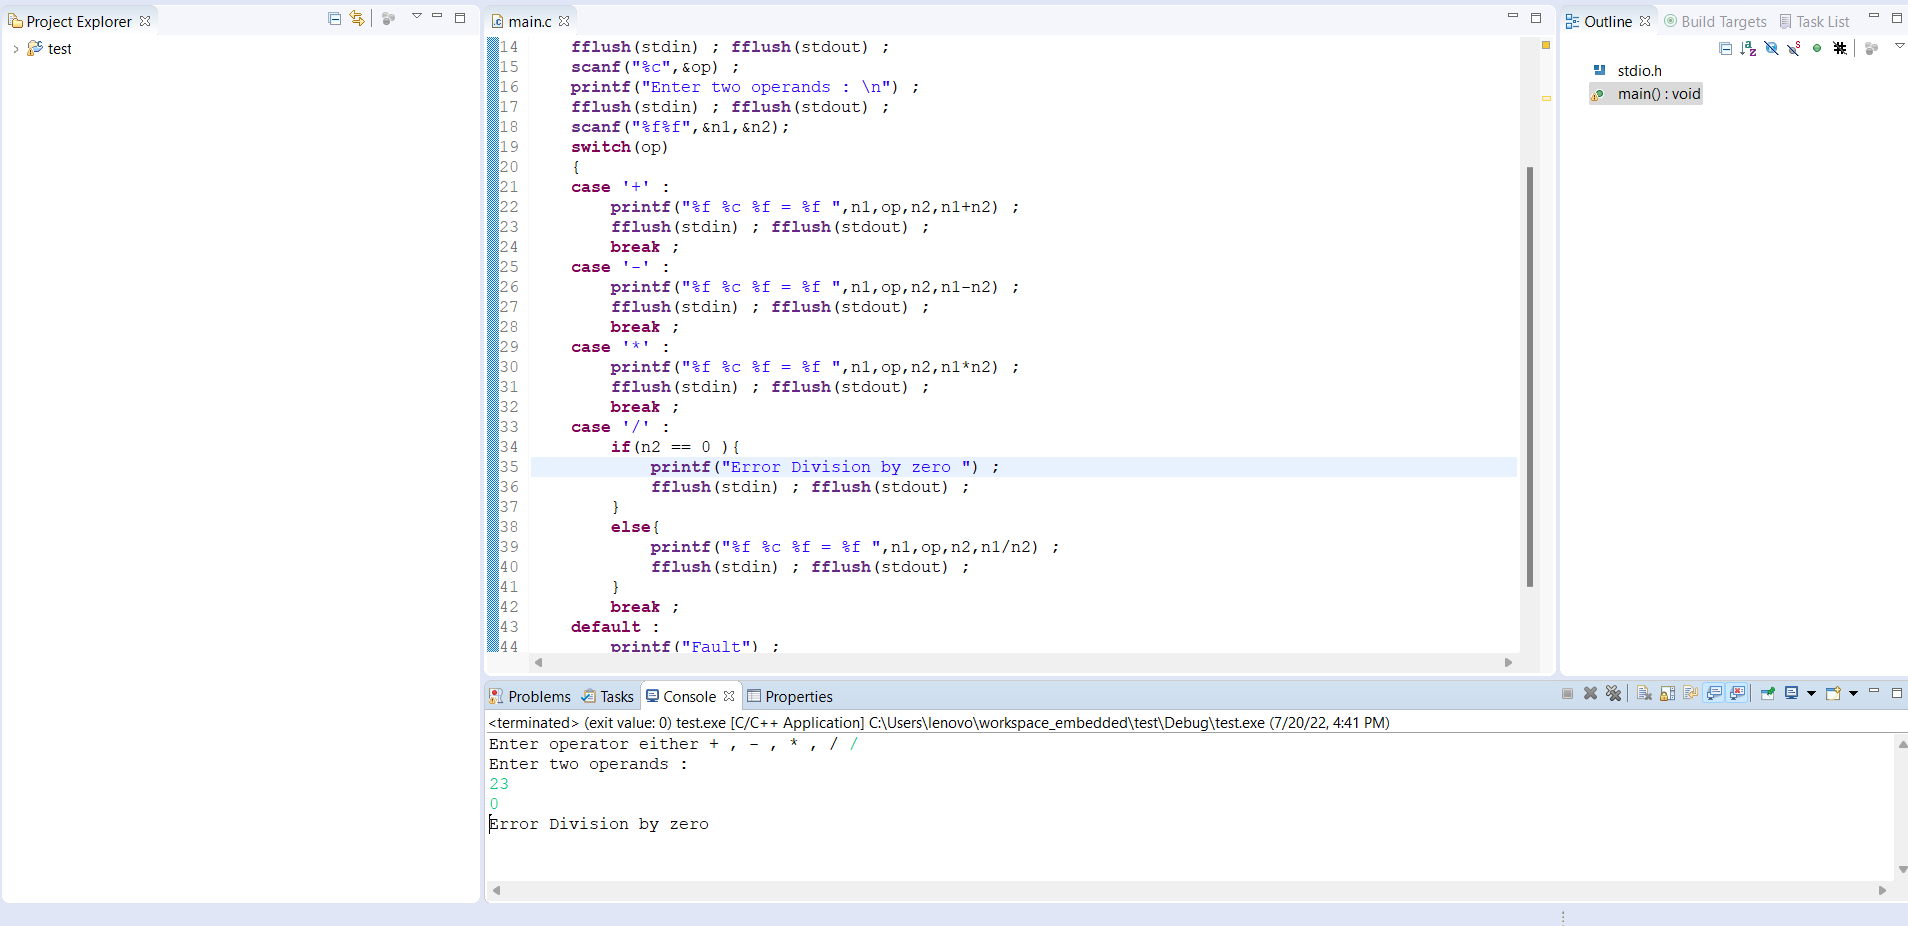 Project Explorer
test
main.c
14 fflush(stdin) ; fflush(stdout) ;
15 scanf("%c",&op) ;
16 printf("Enter two operands : \n") ;
17 fflush(stdin) ; fflush(stdout) ;
18 scanf("%f%f",&n1,&n2);
19 switch(op)
20 {
21 case '+' :
22 printf("%f %c %f = %f ",n1,op,n2,n1+n2) ;
23 fflush(stdin) ; fflush(stdout) ;
24 break ;
25 case '-' :
26 printf("%f %c %f = %f ",n1,op,n2,n1-n2) ;
27 fflush(stdin) ; fflush(stdout) ;
28 break ;
29 case '*' :
30 printf("%f %c %f = %f ",n1,op,n2,n1*n2) ;
31 fflush(stdin) ; fflush(stdout) ;
32 break ;
33 case '/' :
34 if(n2 == 0 ){
35 printf("Error Division by zero ") ;
36 fflush(stdin) ; fflush(stdout) ;
37 }
38 else{
39 printf("%f %c %f = %f ",n1,op,n2,n1/n2) ;
40 fflush(stdin) ; fflush(stdout) ;
41 }
42 break ;
43 default :
44 printf("Fault") ;
Outline Build Targets Task List
stdio.h
main() : void
Problems Tasks Console Properties
<terminated> (exit value: 0) test.exe [C/C++ Application] C:\Users\lenovo\workspace_embedded\test\Debug\test.exe (7/20/22, 4:41 PM)
Enter operator either + , - , * , / /
Enter two operands :
23
0
Error Division by zero